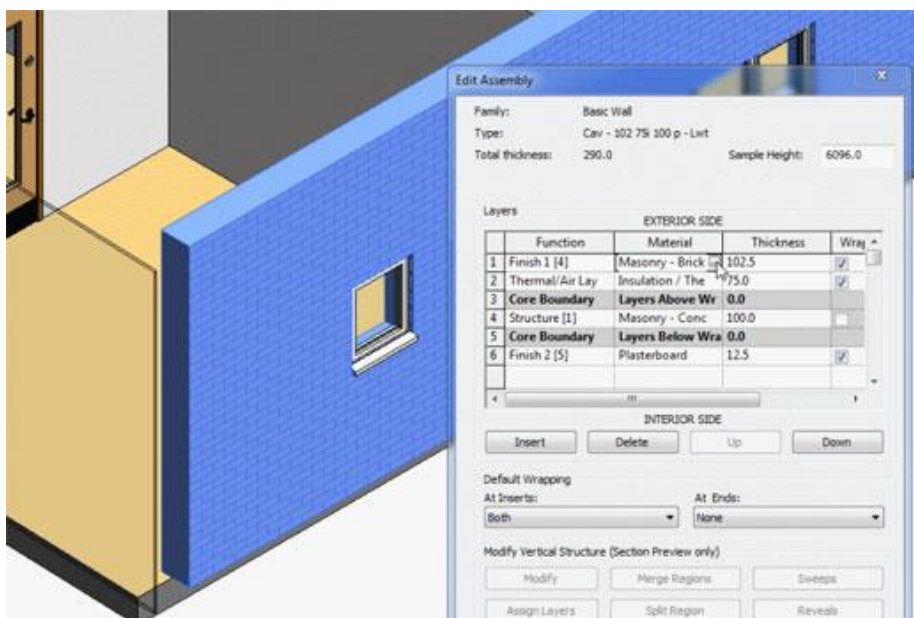 Edit Assembly
Family: Basic Wall
Type: Cav - 102 75i 100 p - Lwt
Total thickness: 290.0 Sample Height: 6096.0
Layers
EXTERIOR SIDE
Function Material Thickness Wrap
1 Finish 1 [4] Masonry - Brick 102.5
2 Thermal/Air Lay Insulation / The 75.0
3 Core Boundary Layers Above Wr 0.0
4 Structure [1] Masonry - Conc 100.0
5 Core Boundary Layers Below Wra 0.0
6 Finish 2 [5] Plasterboard 12.5
INTERIOR SIDE
Insert Delete Up Down
Default Wrapping
At Inserts: At Ends:
Both None
Modify Vertical Structure (Section Preview only)
Modify Merge Regions Sweeps
Assign Layers Split Region Reveals